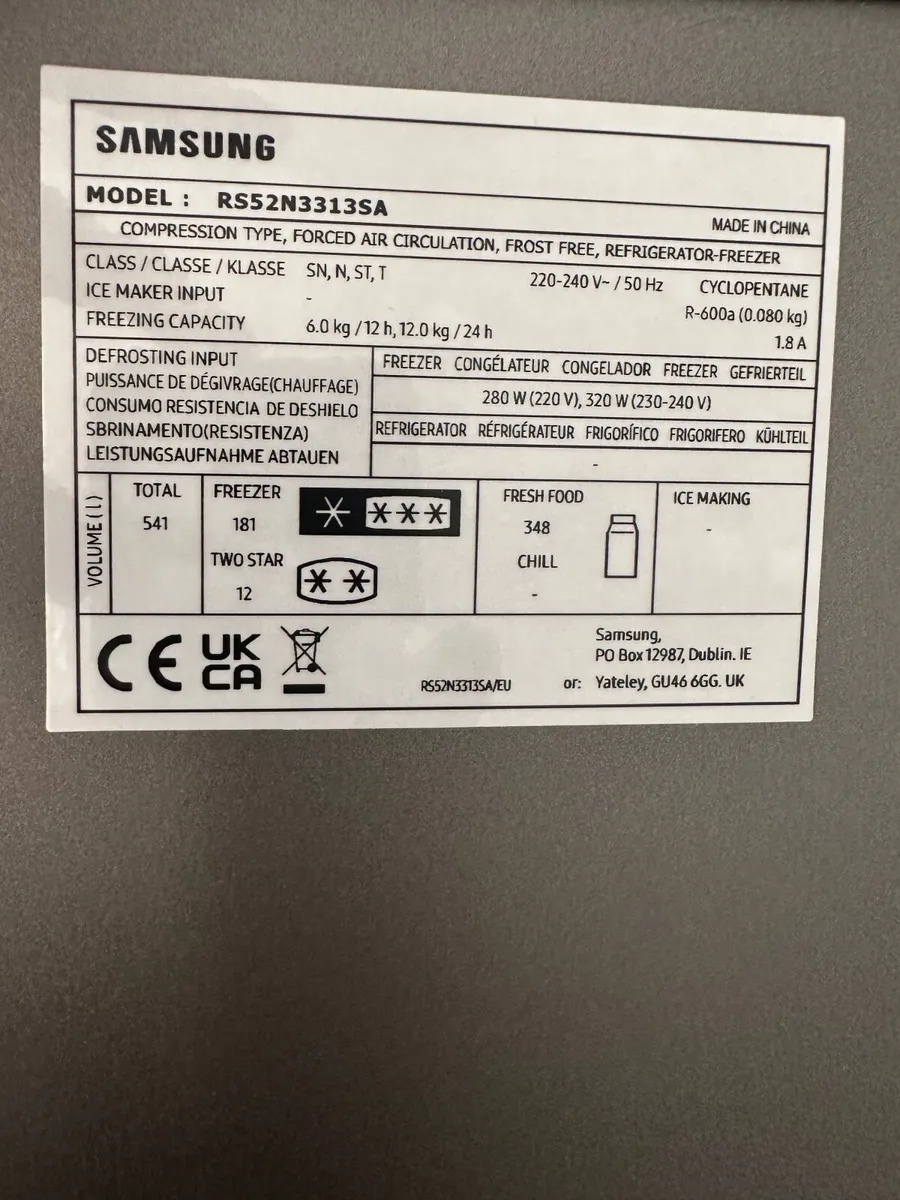 SAMSUNG
MODEL : RS52N3313SA
MADE IN CHINA
COMPRESSION TYPE, FORCED AIR CIRCULATION, FROST FREE, REFRIGERATOR-FREEZER
CLASS / CLASSE / KLASSE SN, N, ST, T 220-240 V~ / 50 Hz CYCLOPENTANE
ICE MAKER INPUT - R-600a (0.080 kg)
FREEZING CAPACITY 6.0 kg / 12 h, 12.0 kg / 24 h 1.8 A
DEFROSTING INPUT
PUISSANCE DE DÉGIVRAGE(CHAUFFAGE)
CONSUMO RESISTENCIA DE DESHIELO
SBRINAMENTO(RESISTENZA)
LEISTUNGSAUFNAHME ABTAUEN
FREEZER CONGÉLATEUR CONGELADOR FREEZER GEFRIERTEIL
280 W (220 V), 320 W (230-240 V)
REFRIGERATOR RÉFRIGÉRATEUR FRIGORÍFICO FRIGORIFERO KÜHLTEIL
-
VOLUME ( l )
TOTAL
541
FREEZER
181
TWO STAR
12
FRESH FOOD
348
CHILL
-
ICE MAKING
-
CE UK
CA
RS52N3313SA/EU
Samsung,
PO Box 12987, Dublin. IE
or: Yateley, GU46 6GG. UK